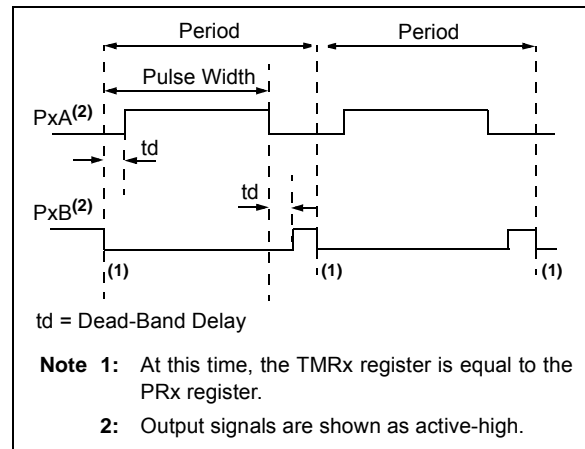 Period Period
Pulse Width
PxA(2)
td
td
PxB(2)
(1) (1) (1)
td = Dead-Band Delay
Note 1: At this time, the TMRx register is equal to the
PRx register.
2: Output signals are shown as active-high.